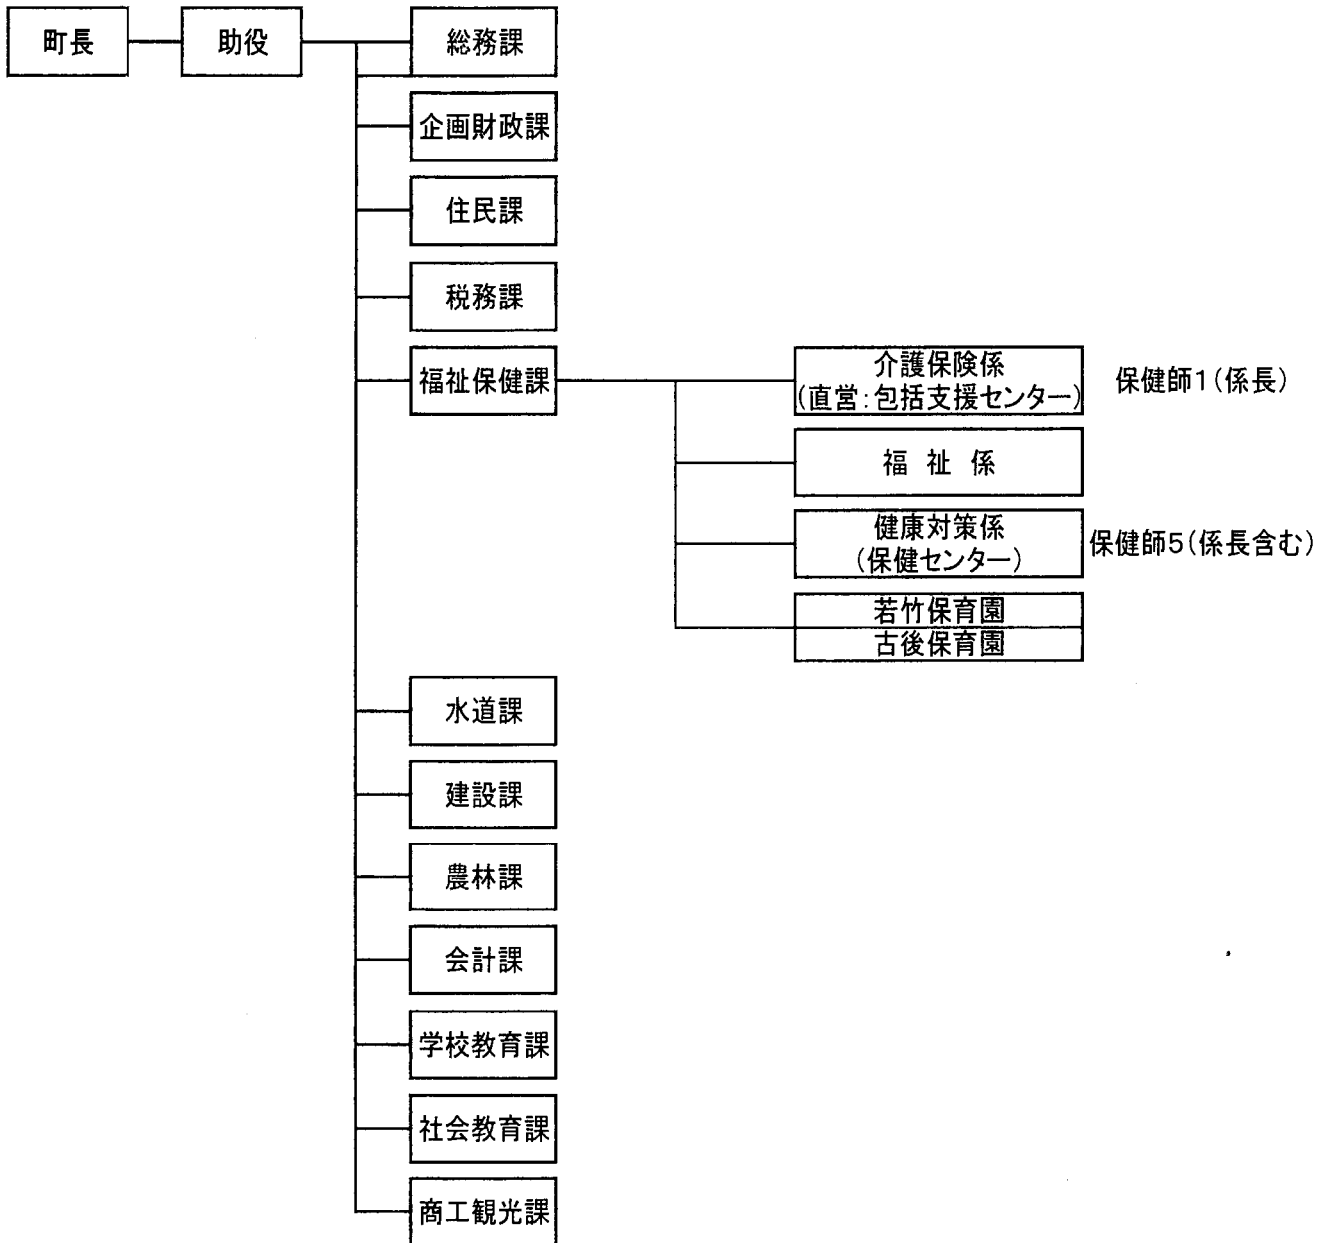 町長
助役
総務課
企画財政課
住民課
税務課
福祉保健課
介護保険係
(直営:包括支援センター)
保健師1(係長)
福祉係
健康対策係
(保健センター)
保健師5(係長含む)
若竹保育園
古後保育園
水道課
建設課
農林課
会計課
学校教育課
社会教育課
商工観光課